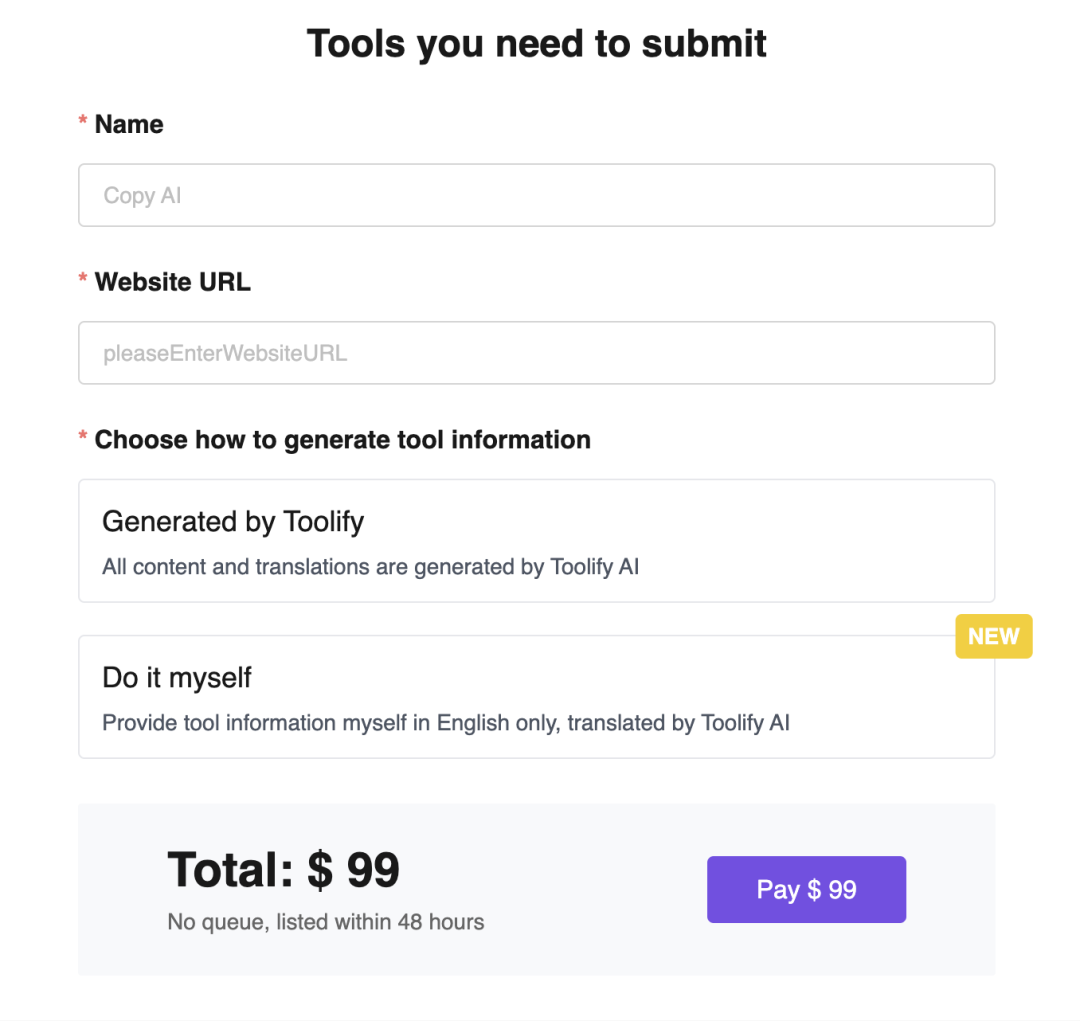 Tools you need to submit
* Name
Copy AI
* Website URL
pleaseEnterWebsiteURL
* Choose how to generate tool information
Generated by Toolify
All content and translations are generated by Toolify AI
NEW
Do it myself
Provide tool information myself in English only, translated by Toolify AI
Total: $ 99
No queue, listed within 48 hours
Pay $ 99